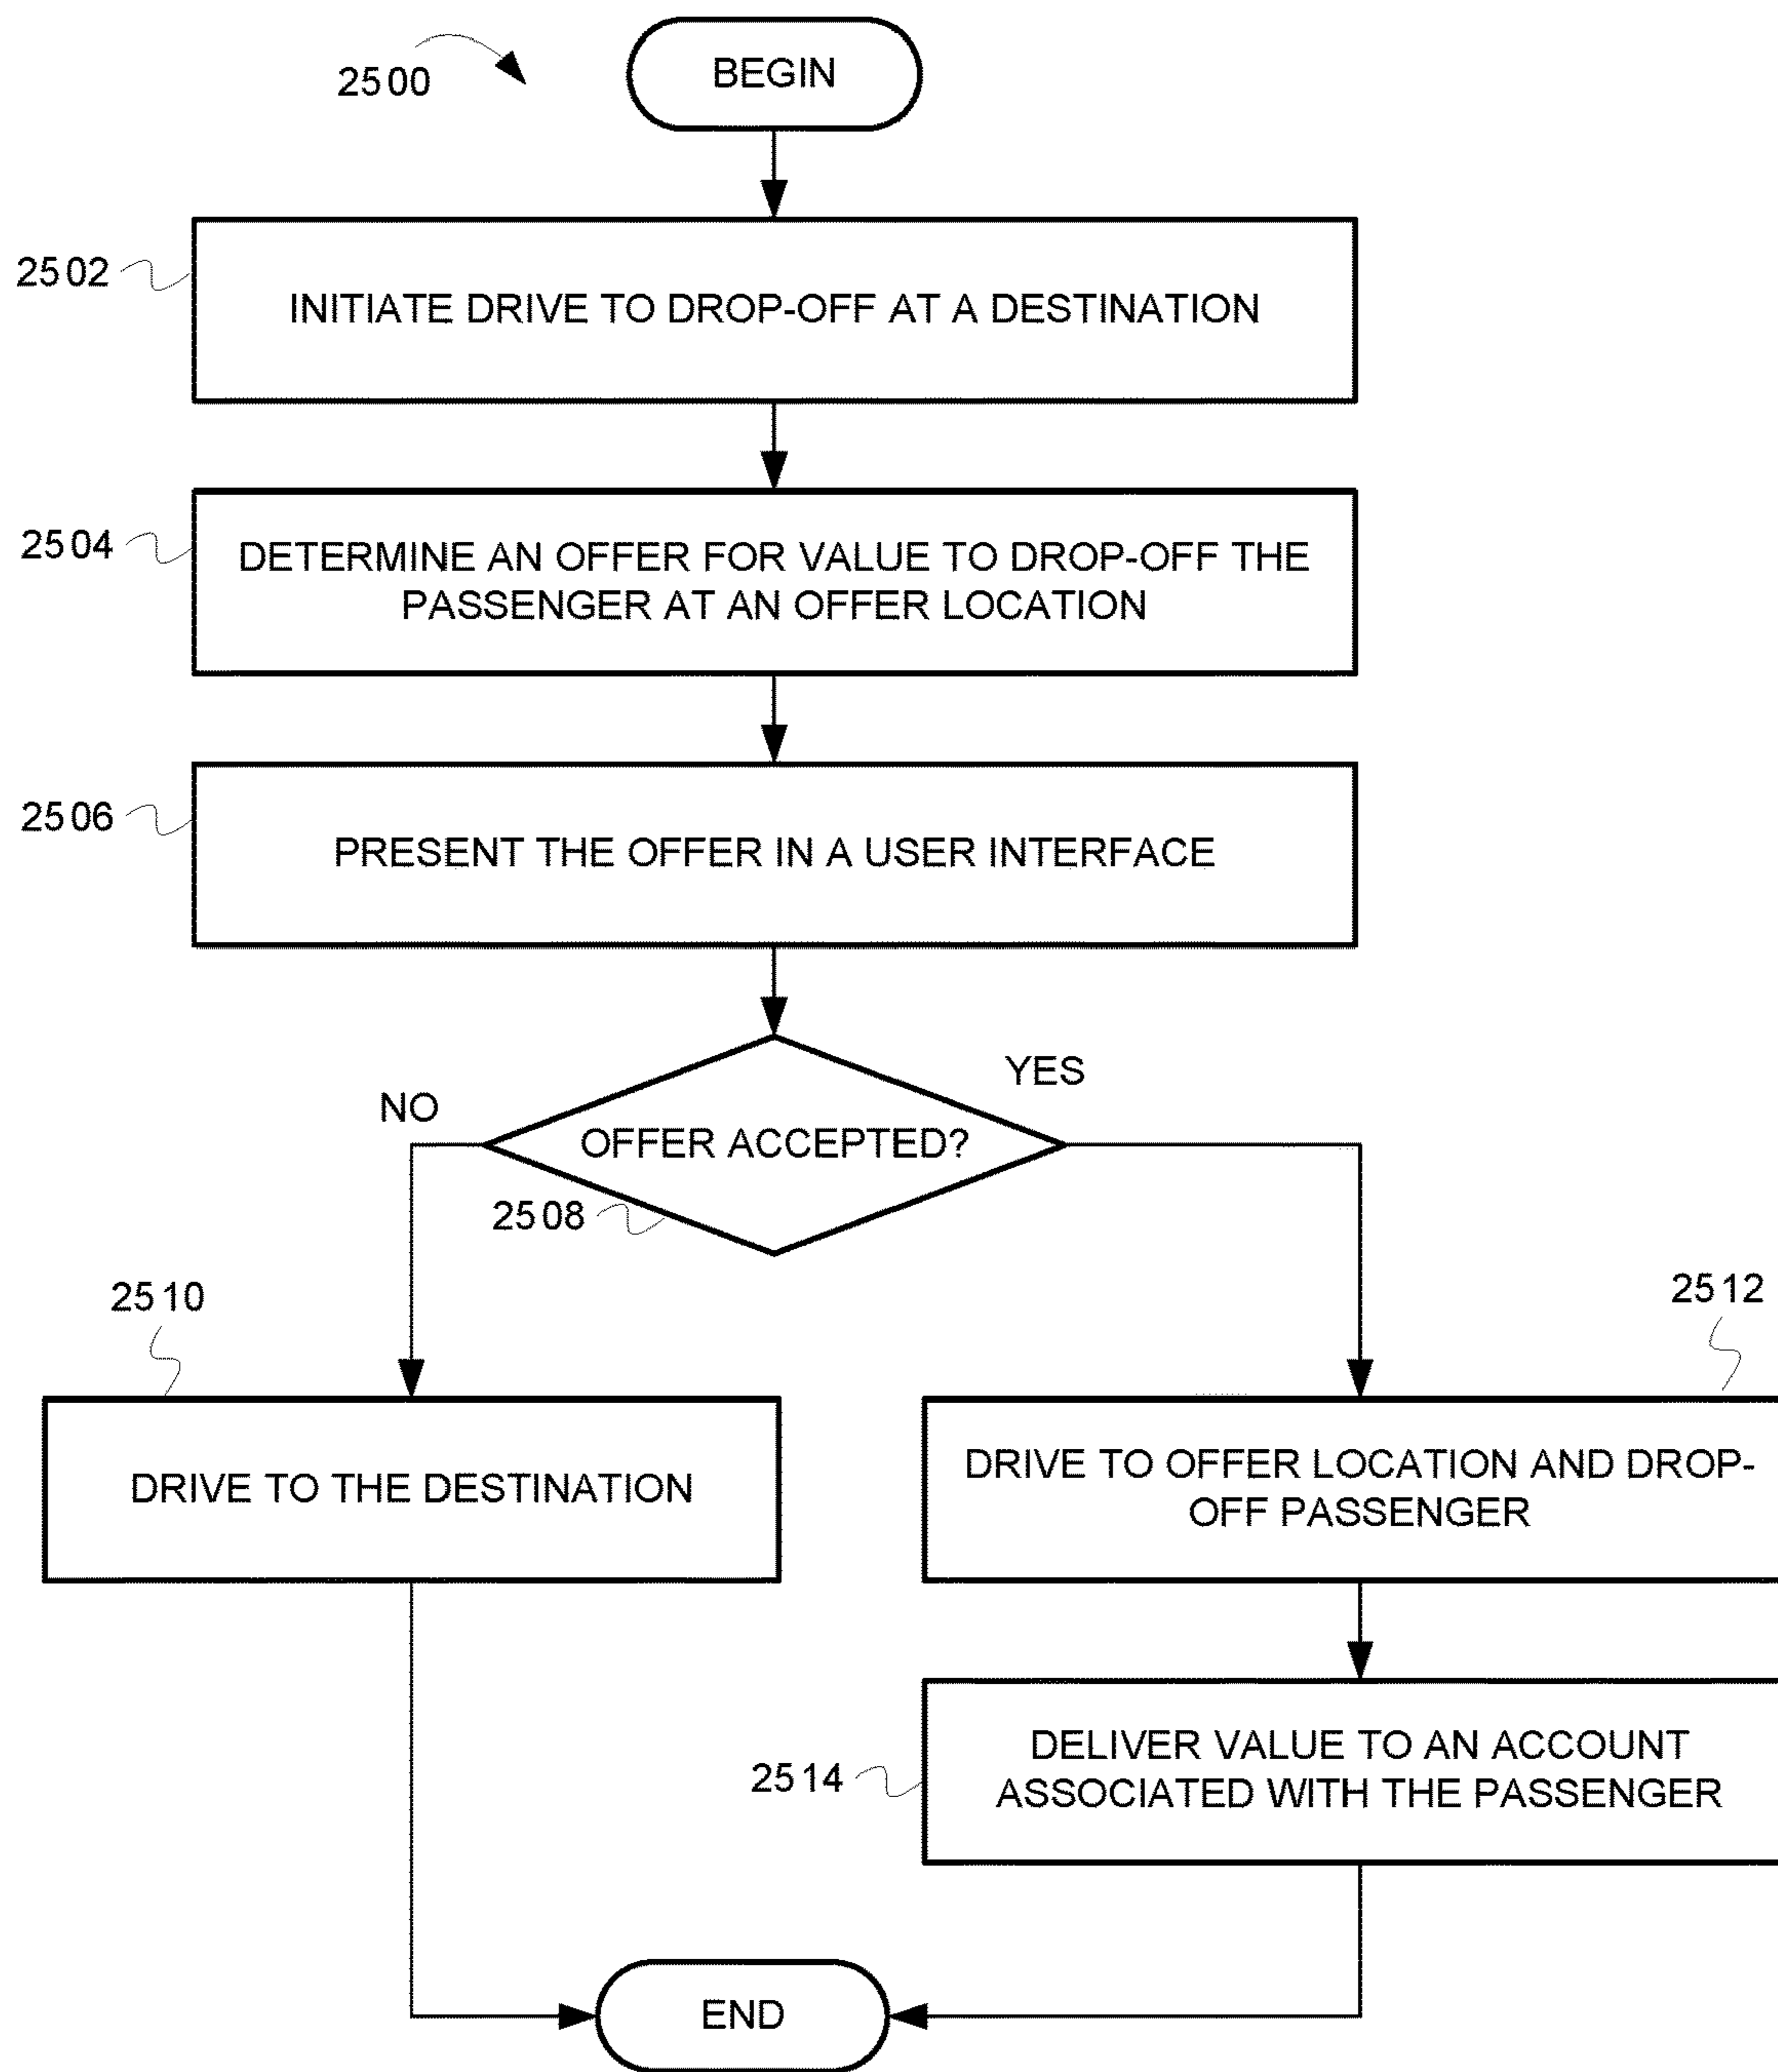 2500
BEGIN
2502
INITIATE DRIVE TO DROP-OFF AT A DESTINATION
2504
DETERMINE AN OFFER FOR VALUE TO DROP-OFF THE
PASSENGER AT AN OFFER LOCATION
2506
PRESENT THE OFFER IN A USER INTERFACE
NO
YES
OFFER ACCEPTED?
2508
2510
2512
DRIVE TO THE DESTINATION
DRIVE TO OFFER LOCATION AND DROP-
OFF PASSENGER
2514
DELIVER VALUE TO AN ACCOUNT
ASSOCIATED WITH THE PASSENGER
END